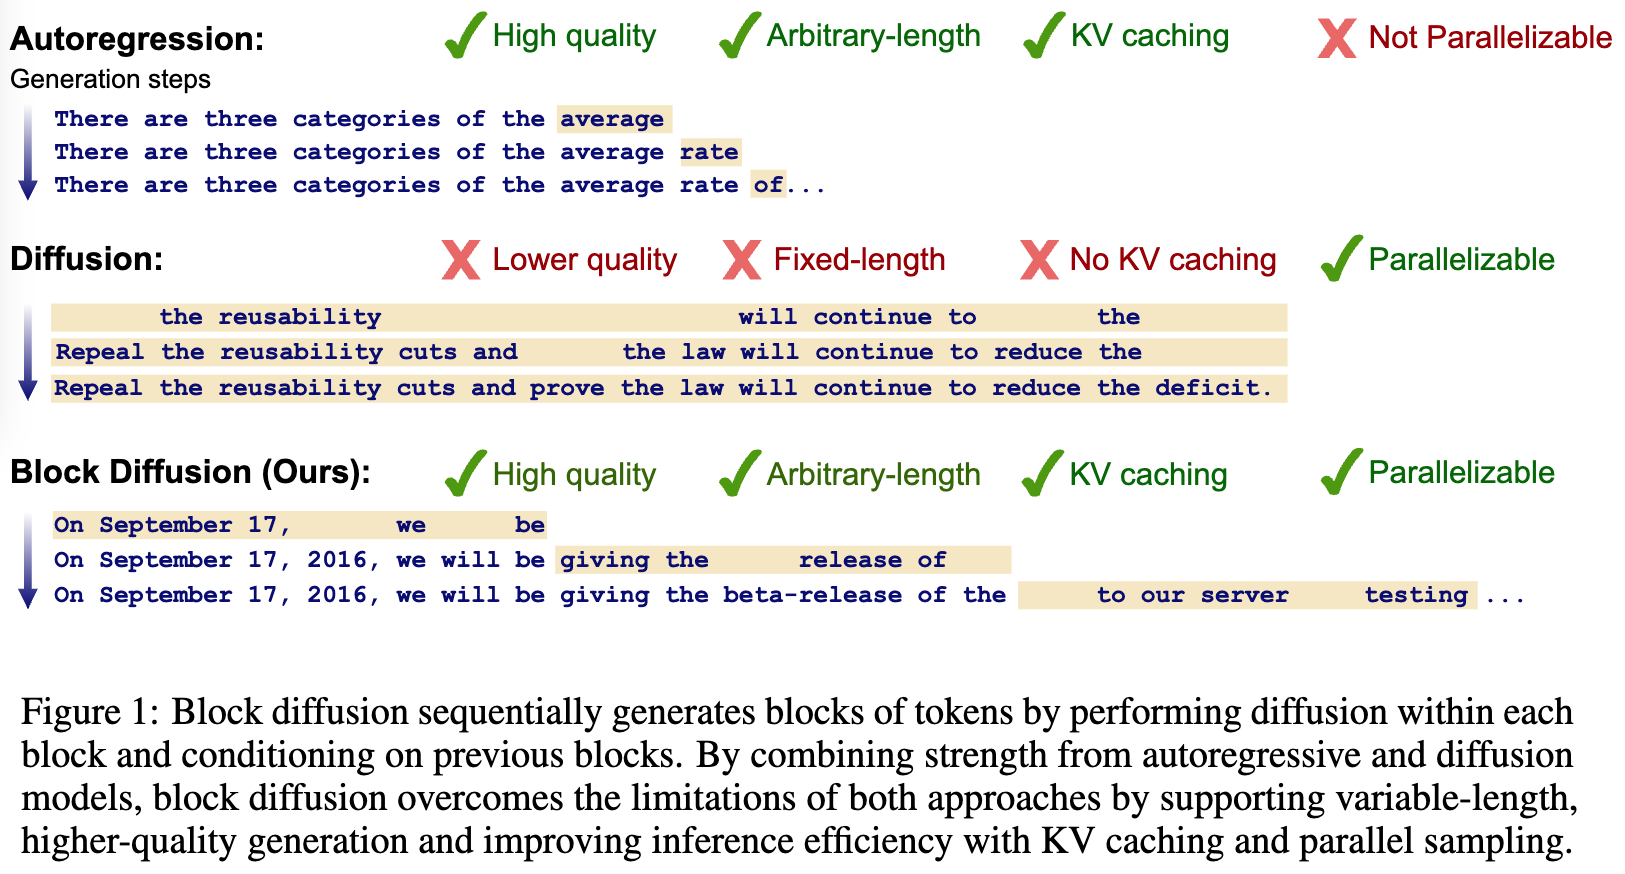 Autoregression: High quality Arbitrary-length KV caching Not Parallelizable
Generation steps
There are three categories of the average
There are three categories of the average rate
There are three categories of the average rate of...
Diffusion: Lower quality Fixed-length No KV caching Parallelizable
the reusability will continue to the
Repeal the reusability cuts and the law will continue to reduce the
Repeal the reusability cuts and prove the law will continue to reduce the deficit.
Block Diffusion (Ours): High quality Arbitrary-length KV caching Parallelizable
On September 17, we be
On September 17, 2016, we will be giving the release of
On September 17, 2016, we will be giving the beta-release of the to our server testing ...
Figure 1: Block diffusion sequentially generates blocks of tokens by performing diffusion within each
block and conditioning on previous blocks. By combining strength from autoregressive and diffusion
models, block diffusion overcomes the limitations of both approaches by supporting variable-length,
higher-quality generation and improving inference efficiency with KV caching and parallel sampling.